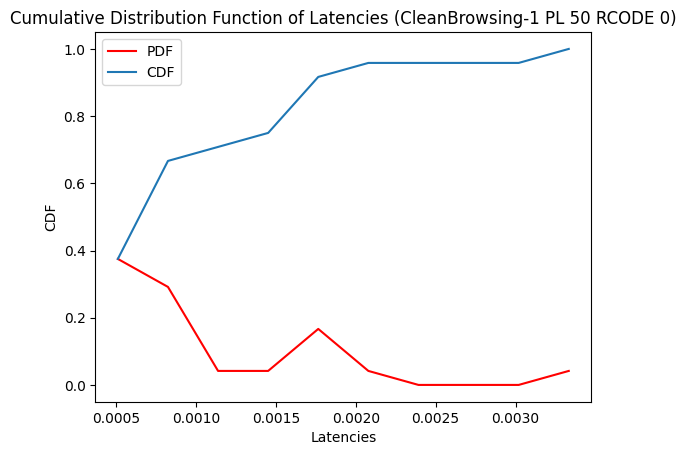 Cumulative Distribution Function of Latencies (CleanBrowsing-1 PL 50 RCODE 0)
PDF
CDF
1.0
0.8
0.6
0.4
0.2
0.0
CDF
0.0005 0.0010 0.0015 0.0020 0.0025 0.0030
Latencies